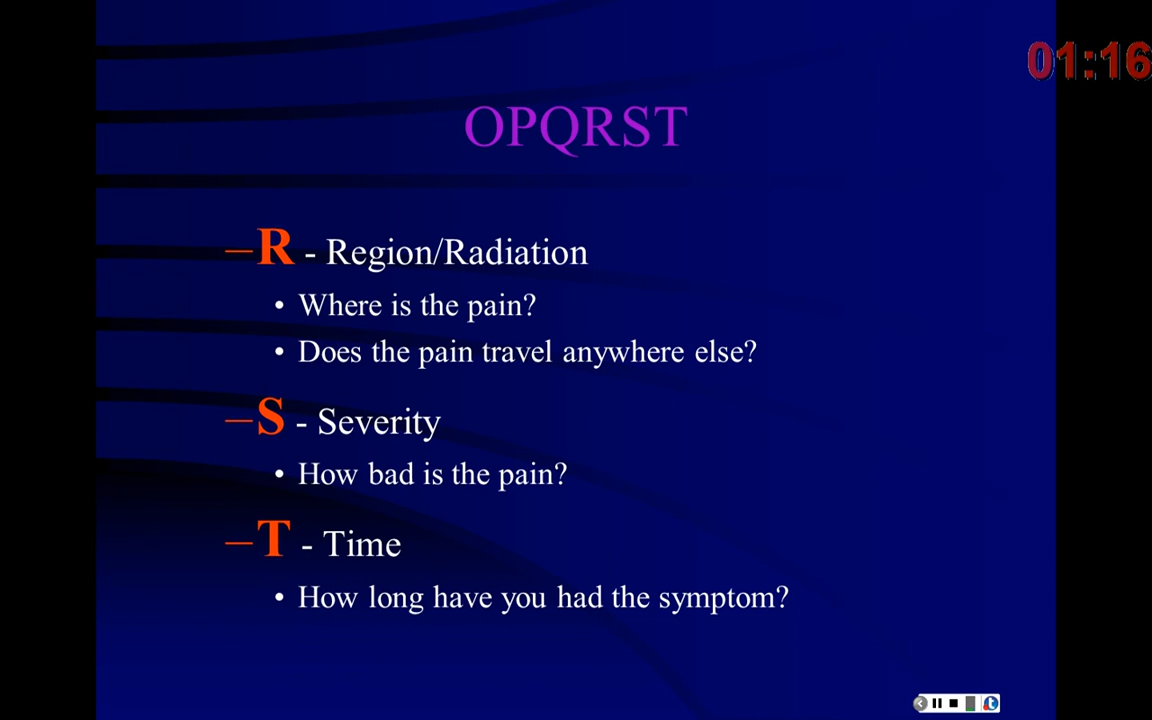 01:16
OPQRST
–R - Region/Radiation
• Where is the pain?
• Does the pain travel anywhere else?
–S - Severity
• How bad is the pain?
–T - Time
• How long have you had the symptom?